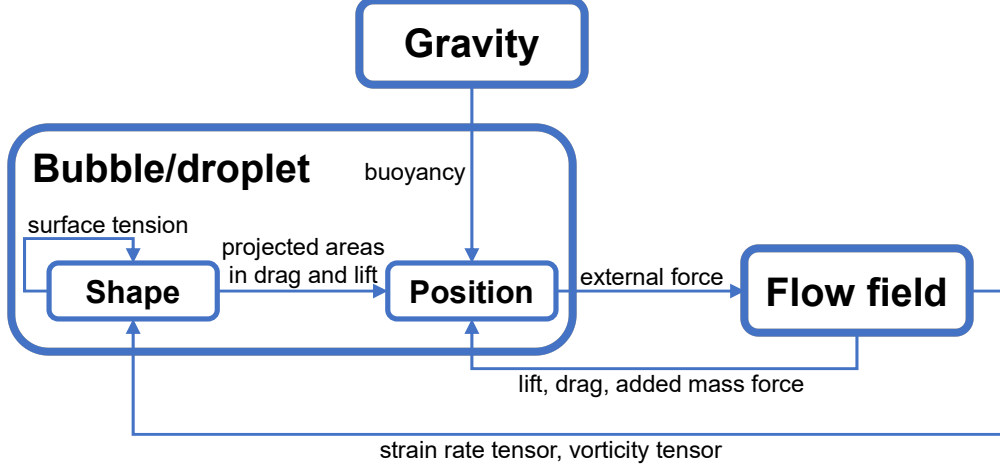 Gravity
Bubble/droplet
buoyancy
surface tension
projected areas
in drag and lift
Shape
Position
external force
Flow field
lift, drag, added mass force
strain rate tensor, vorticity tensor